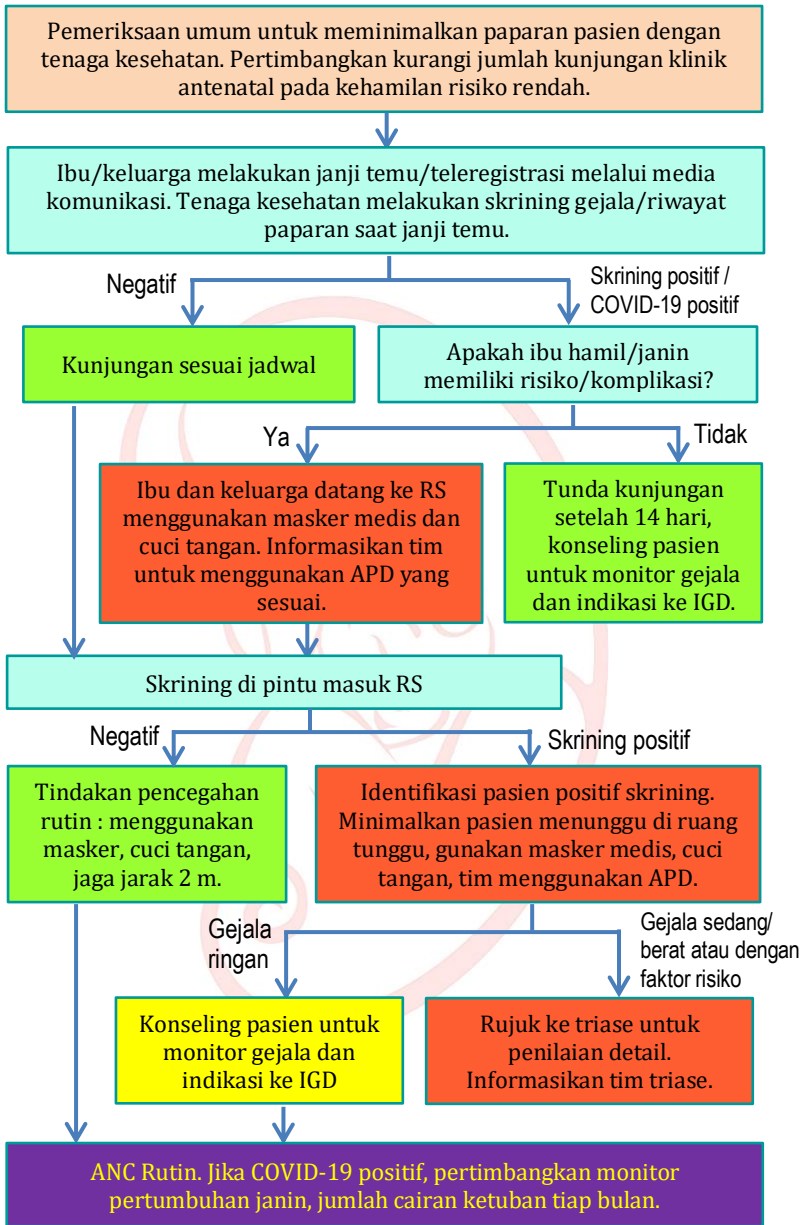 Pemeriksaan umum untuk meminimalkan paparan pasien dengan
tenaga kesehatan. Pertimbangkan kurangi jumlah kunjungan klinik
antenatal pada kehamilan risiko rendah.
Ibu/keluarga melakukan janji temu/teleregistrasi melalui media
komunikasi. Tenaga kesehatan melakukan skrining gejala/riwayat
paparan saat janji temu.
Negatif
Skrining positif /
COVID-19 positif
Kunjungan sesuai jadwal
Apakah ibu hamil/janin
memiliki risiko/komplikasi?
Ya
Tidak
Ibu dan keluarga datang ke RS
menggunakan masker medis dan
cuci tangan. Informasikan tim
untuk menggunakan APD yang
sesuai.
Tunda kunjungan
setelah 14 hari,
konseling pasien
untuk monitor gejala
dan indikasi ke IGD.
Skrining di pintu masuk RS
Negatif
Skrining positif
Tindakan pencegahan
rutin : menggunakan
masker, cuci tangan,
jaga jarak 2 m.
Identifikasi pasien positif skrining.
Minimalkan pasien menunggu di ruang
tunggu, gunakan masker medis, cuci
tangan, tim menggunakan APD.
Gejala
ringan
Gejala sedang/
berat atau dengan
faktor risiko
Konseling pasien untuk
monitor gejala dan
indikasi ke IGD
Rujuk ke triase untuk
penilaian detail.
Informasikan tim triase.
ANC Rutin. Jika COVID-19 positif, pertimbangkan monitor
pertumbuhan janin, jumlah cairan ketuban tiap bulan.